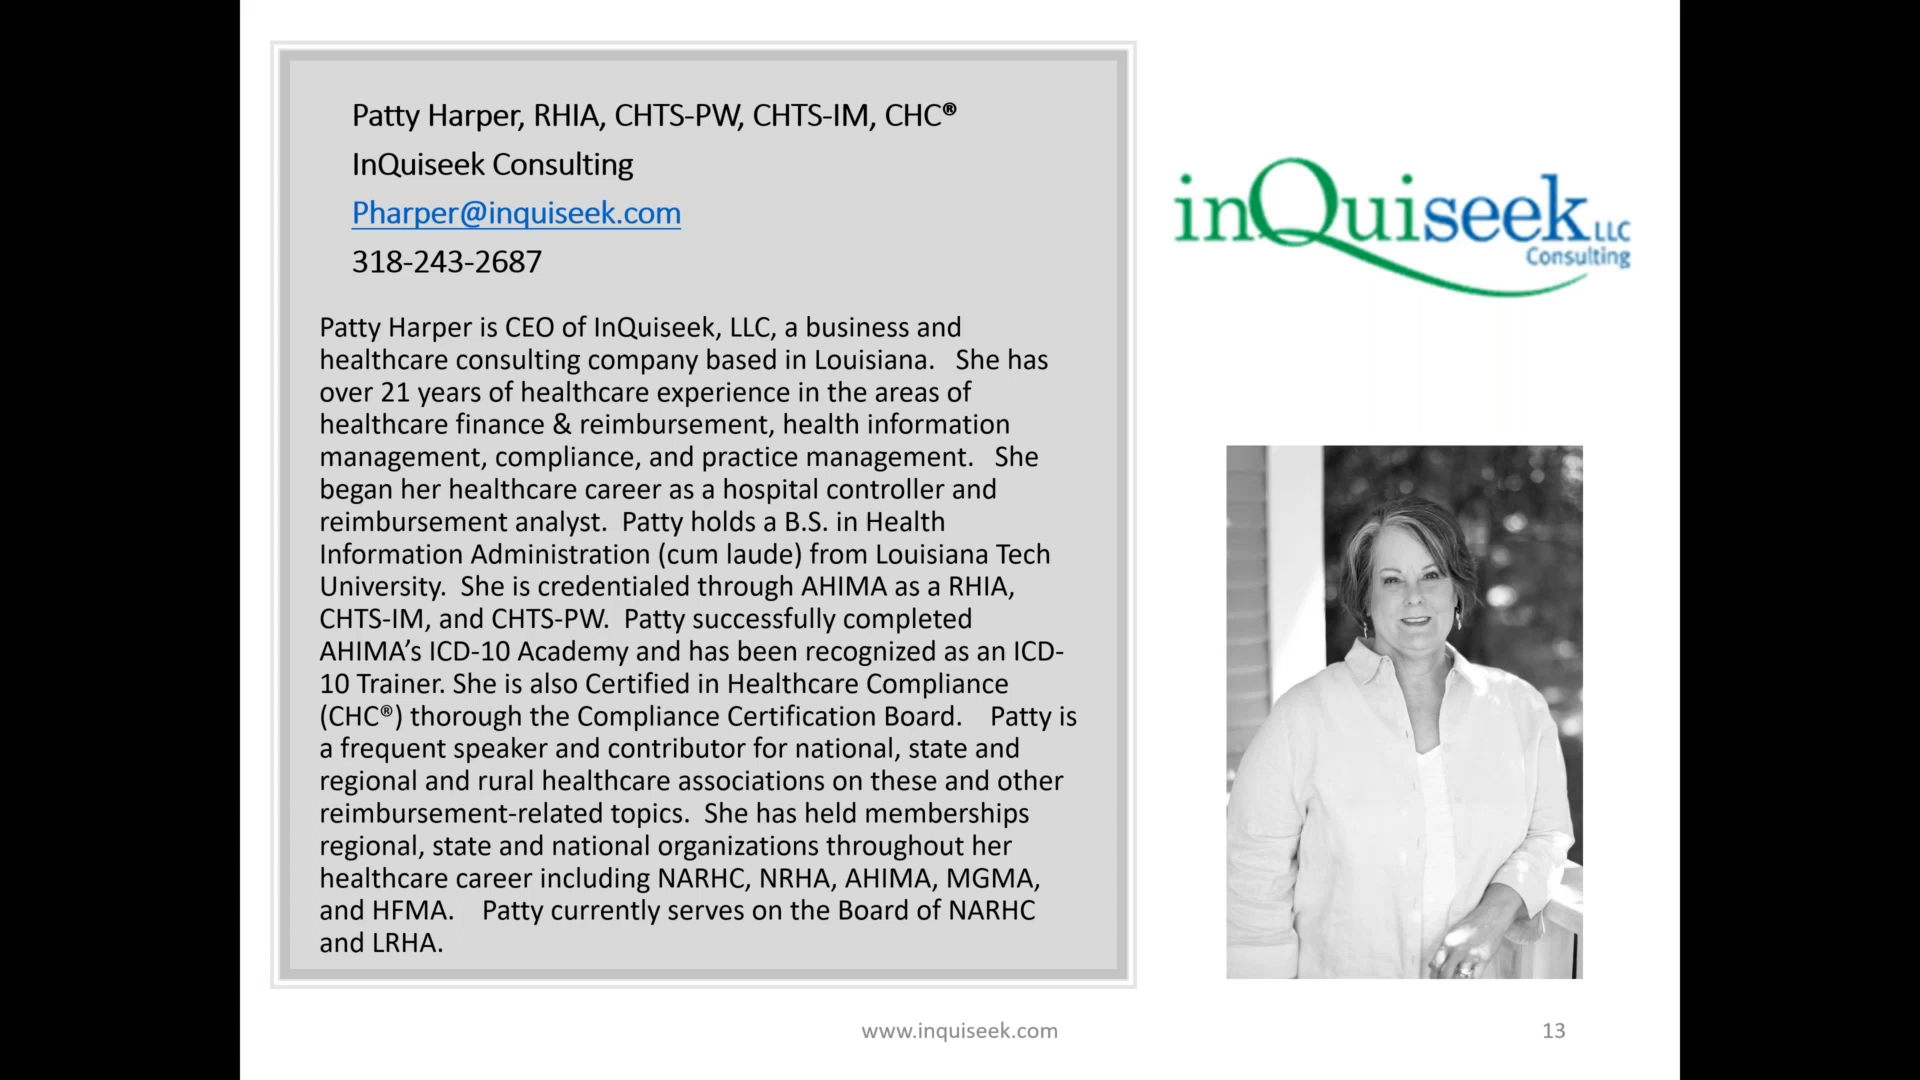 Patty Harper, RHIA, CHTS-PW, CHTS-IM, CHC®
InQuiseek Consulting
Pharper@inquiseek.com
318-243-2687
Patty Harper is CEO of InQuiseek, LLC, a business and
healthcare consulting company based in Louisiana. She has
over 21 years of healthcare experience in the areas of
healthcare finance & reimbursement, health information
management, compliance, and practice management. She
began her healthcare career as a hospital controller and
reimbursement analyst. Patty holds a B.S. in Health
Information Administration (cum laude) from Louisiana Tech
University. She is credentialed through AHIMA as a RHIA,
CHTS-IM, and CHTS-PW. Patty successfully completed
AHIMA’s ICD-10 Academy and has been recognized as an ICD-
10 Trainer. She is also Certified in Healthcare Compliance
(CHC®) thorough the Compliance Certification Board. Patty is
a frequent speaker and contributor for national, state and
regional and rural healthcare associations on these and other
reimbursement-related topics. She has held memberships
regional, state and national organizations throughout her
healthcare career including NARHC, NRHA, AHIMA, MGMA,
and HFMA. Patty currently serves on the Board of NARHC
and LRHA.
inQuiseek LLC
Consulting
www.inquiseek.com
13